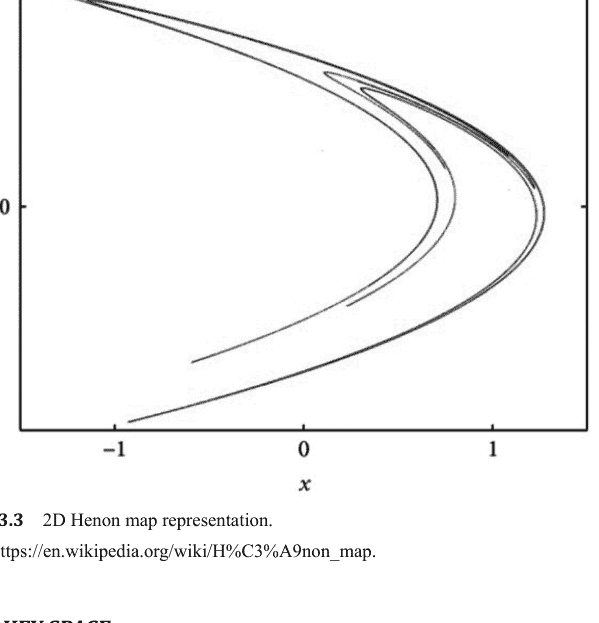 0
−1 0 1
x
3.3 2D Henon map representation.
ttps://en.wikipedia.org/wiki/H%C3%A9non_map.
KEY SPACE